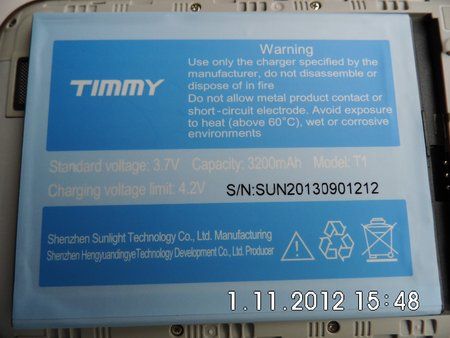 TIMMY
Warning
Use only the charger specified by the
manufacturer, do not disassemble or
dispose of in fire
Do not allow metal product contact or
short-circuit electrode. Avoid exposure
to heat (above 60°C), wet or corrosive
environments
Standard voltage: 3.7V Capacity: 3200mAh Model: T1
Charging voltage limit: 4.2V S/N:SUN20130901212
Shenzhen Sunlight Technology Co., Ltd. Manufacturing
Shenzhen HengyuandingyeTechnology Development Co., Ltd. Producer
1.11.2012 15:48